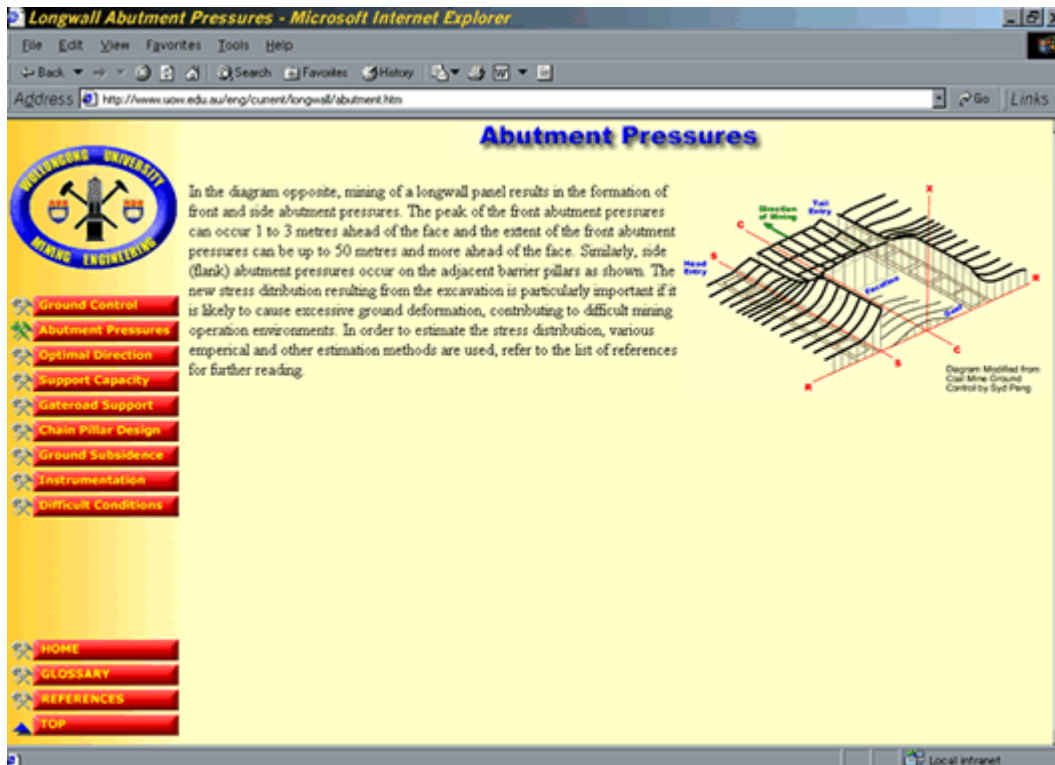 Longwall Abutment Pressures - Microsoft Internet Explorer
File Edit View Favorites Tools Help
Back Search Favorites History
Address http://www.uow.edu.au/eng/current/longwall/abutment.htm Go Links
WOLLONGONG UNIVERSITY
MINING ENGINEERING
Ground Control
Abutment Pressures
Optimal Direction
Support Capacity
Gateroad Support
Chain Pillar Design
Ground Subsidence
Instrumentation
Difficult Conditions
HOME
GLOSSARY
REFERENCES
TOP
Abutment Pressures
In the diagram opposite, mining of a longwall panel results in the formation of
front and side abutment pressures. The peak of the front abutment pressures
can occur 1 to 3 metres ahead of the face and the extent of the front abutment
pressures can be up to 50 metres and more ahead of the face. Similarly, side
(flank) abutment pressures occur on the adjacent barrier pillars as shown. The
new stress ditribution resulting from the excavation is particularly important if it
is likely to cause excessive ground deformation, contributing to difficult mining
operation environments. In order to estimate the stress distribution, various
emperical and other estimation methods are used, refer to the list of references
for further reading.
X
Direction
of Mining
Tail
Entry
C
S
Head
Entry
R
Faceline
Goaf
C
S
R
Diagram Modified from
Coal Mine Ground
Control by Syd Peng
Local intranet